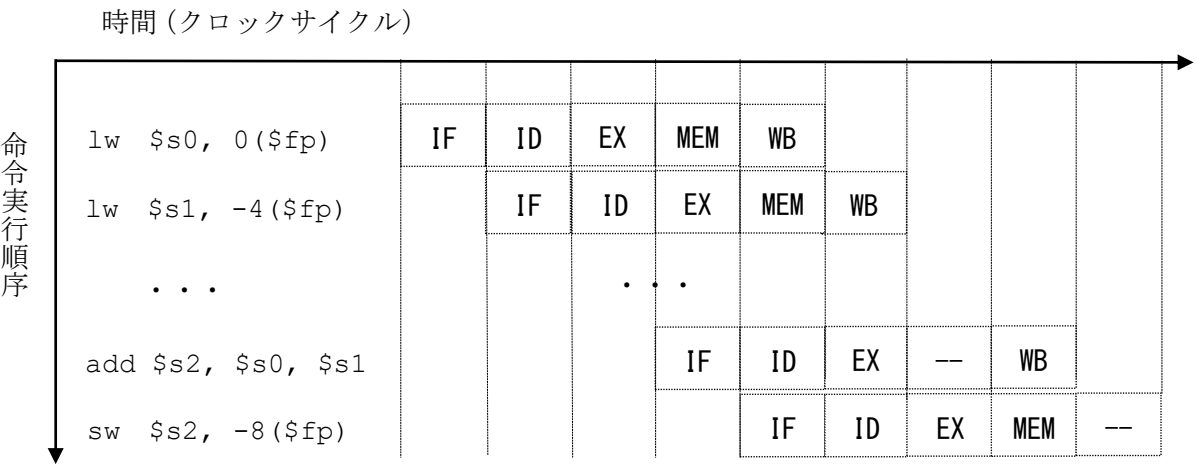 時間(クロックサイクル)
命令実行順序
lw $s0, 0($fp) IF ID EX MEM WB
lw $s1, -4($fp) IF ID EX MEM WB
... ...
add $s2, $s0, $s1 IF ID EX -- WB
sw $s2, -8($fp) IF ID EX MEM --